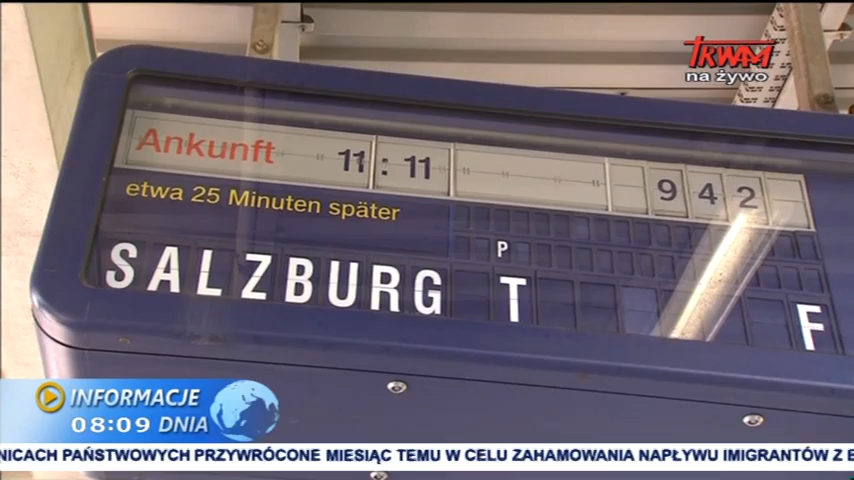 TRWAM
na żywo
Ankunft 11:11 942
etwa 25 Minuten später
P
SALZBURG T F
INFORMACJE
08:09 DNIA
NICACH PAŃSTWOWYCH PRZYWRÓCONE MIESIĄC TEMU W CELU ZAHAMOWANIA NAPŁYWU IMIGRANTÓW Z